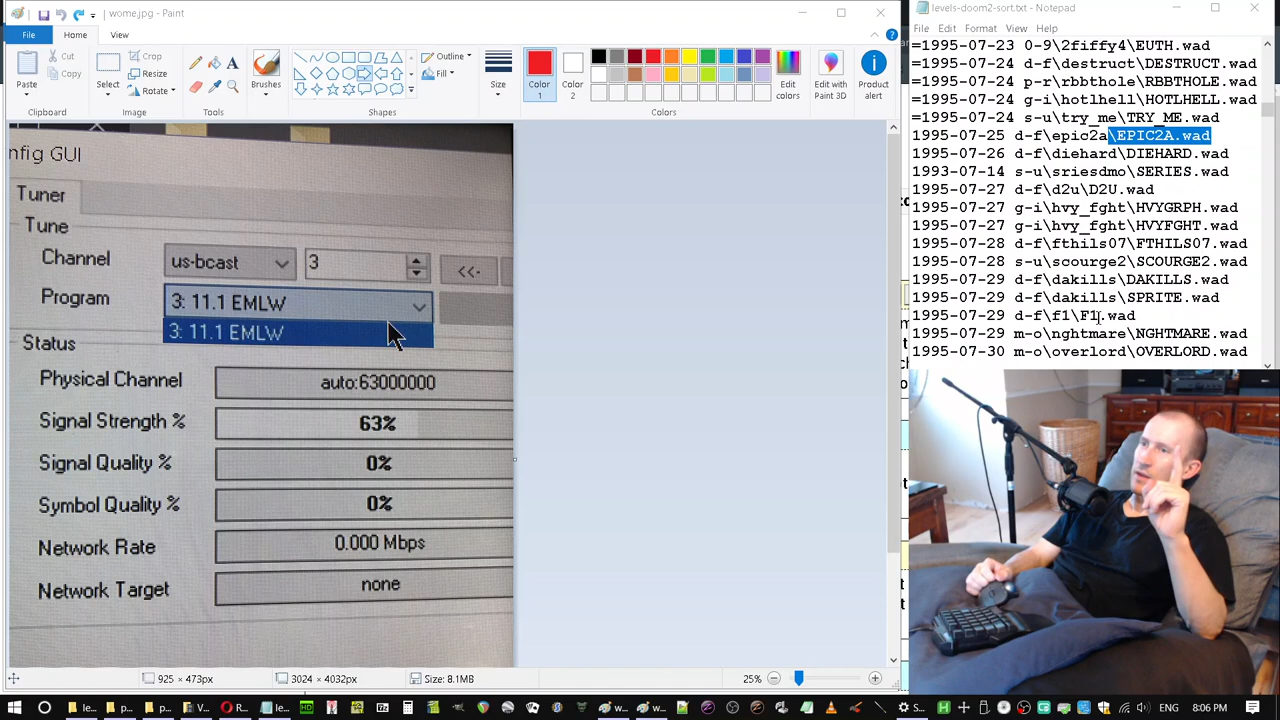 wome.jpg - Paint
File Home View
Paste
Cut
Copy
Clipboard
Select
Crop
Resize
Rotate
Image
Tools
Brushes
Outline
Fill
Shapes
Size
Color 1
Color 2
Edit colors
Colors
Edit with Paint 3D
Product alert
nfig GUI
Tuner
Tune
Channel us-bcast 3 <<-
Program 3: 11.1 EMLW
3: 11.1 EMLW
Status
Physical Channel auto:63000000
Signal Strength % 63%
Signal Quality % 0%
Symbol Quality % 0%
Network Rate 0.000 Mbps
Network Target none
925 × 473px 3024 × 4032px Size: 8.1MB 25%
levels-doom2-sort.txt - Notepad
File Edit Format View Help
=1995-07-23 0-9\2fiffy4\EUTH.wad
=1995-07-24 d-f\destruct\DESTRUCT.wad
=1995-07-24 p-r\rbbthole\RBBTHOLE.wad
=1995-07-24 g-i\hotlhell\HOTLHELL.wad
=1995-07-24 s-u\try_me\TRY_ME.wad
1995-07-25 d-f\epic2a\EPIC2A.wad
1995-07-26 d-f\diehard\DIEHARD.wad
1993-07-14 s-u\sriesdmo\SERIES.wad
1995-07-27 d-f\d2u\D2U.wad
1995-07-27 g-i\hvy_fght\HVYGRPH.wad
1995-07-27 g-i\hvy_fght\HVYFGHT.wad
1995-07-28 d-f\fthils07\FTHILS07.wad
1995-07-28 s-u\scourge2\SCOURGE2.wad
1995-07-29 d-f\dakills\DAKILLS.wad
1995-07-29 d-f\dakills\SPRITE.wad
1995-07-29 d-f\f1\F1.wad
1995-07-29 m-o\nghtmare\NGHTMARE.wad
1995-07-30 m-o\overlord\OVERLORD.wad
le... p... p... U... R... le... w... w... S... ENG 8:06 PM